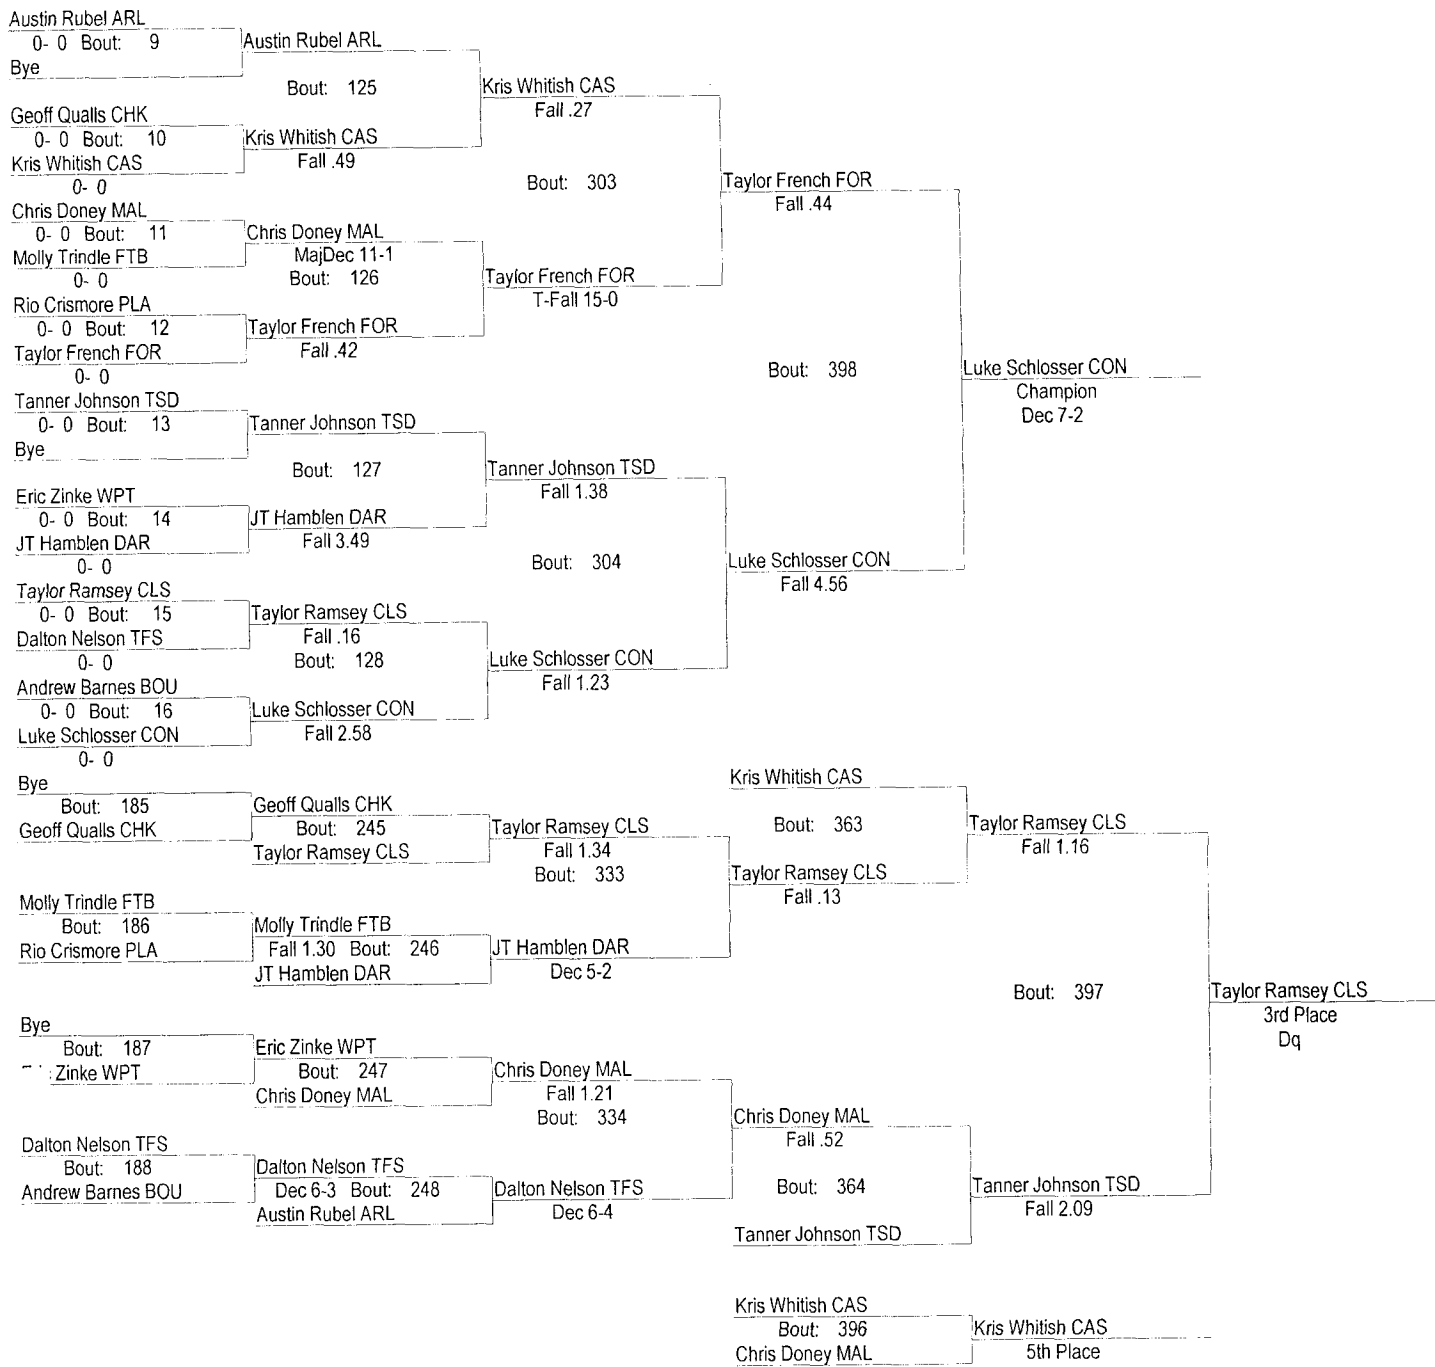 Austin Rubel ARL
0- 0 Bout: 9
Bye
Austin Rubel ARL
Bout: 125
Geoff Qualls CHK
0- 0 Bout: 10
Kris Whitish CAS
0- 0
Kris Whitish CAS
Fall .49
Kris Whitish CAS
Fall .27
Bout: 303
Chris Doney MAL
0- 0 Bout: 11
Molly Trindle FTB
0- 0
Chris Doney MAL
MajDec 11-1
Bout: 126
Rio Crismore PLA
0- 0 Bout: 12
Taylor French FOR
0- 0
Taylor French FOR
Fall .42
Taylor French FOR
T-Fall 15-0
Taylor French FOR
Fall .44
Bout: 398
Tanner Johnson TSD
0- 0 Bout: 13
Bye
Tanner Johnson TSD
Bout: 127
Eric Zinke WPT
0- 0 Bout: 14
JT Hamblen DAR
0- 0
JT Hamblen DAR
Fall 3.49
Tanner Johnson TSD
Fall 1.38
Bout: 304
Taylor Ramsey CLS
0- 0 Bout: 15
Dalton Nelson TFS
0- 0
Taylor Ramsey CLS
Fall .16
Bout: 128
Andrew Barnes BOU
0- 0 Bout: 16
Luke Schlosser CON
0- 0
Luke Schlosser CON
Fall 2.58
Luke Schlosser CON
Fall 1.23
Luke Schlosser CON
Fall 4.56
Luke Schlosser CON
Champion
Dec 7-2
Bye
Bout: 185
Geoff Qualls CHK
Geoff Qualls CHK
Bout: 245
Taylor Ramsey CLS
Taylor Ramsey CLS
Fall 1.34
Bout: 333
Molly Trindle FTB
Bout: 186
Rio Crismore PLA
Molly Trindle FTB
Fall 1.30 Bout: 246
JT Hamblen DAR
JT Hamblen DAR
Dec 5-2
Kris Whitish CAS
Bout: 363
Taylor Ramsey CLS
Fall .13
Taylor Ramsey CLS
Fall 1.16
Bout: 397
Bye
Bout: 187
Zinke WPT
Eric Zinke WPT
Bout: 247
Chris Doney MAL
Chris Doney MAL
Fall 1.21
Bout: 334
Dalton Nelson TFS
Bout: 188
Andrew Barnes BOU
Dalton Nelson TFS
Dec 6-3 Bout: 248
Austin Rubel ARL
Dalton Nelson TFS
Dec 6-4
Chris Doney MAL
Fall .52
Bout: 364
Tanner Johnson TSD
Tanner Johnson TSD
Fall 2.09
Taylor Ramsey CLS
3rd Place
Dq
Kris Whitish CAS
Bout: 396
Chris Doney MAL
Kris Whitish CAS
5th Place